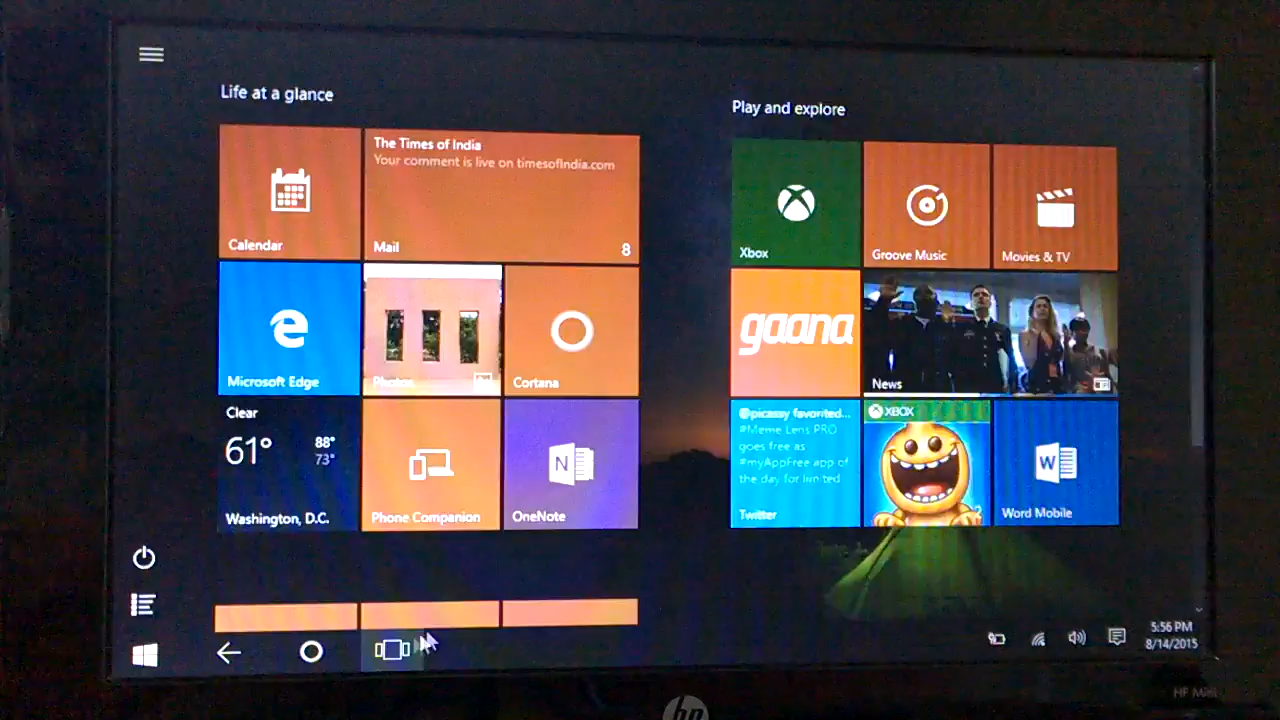 Life at a glance
Calendar
The Times of India
Your comment is live on timesofIndia.com
Mail
8
Microsoft Edge
Photos
Cortana
Clear
61°
88°
73°
Washington, D.C.
Phone Companion
N
OneNote
Play and explore
Xbox
Groove Music
Movies & TV
gaana
News
@picassy favorited...
#Meme Lens PRO
goes free as
#myAppFree app of
the day for limited
Twitter
XBOX
W
Word Mobile
5:56 PM
8/14/2015
hp
HP Mini